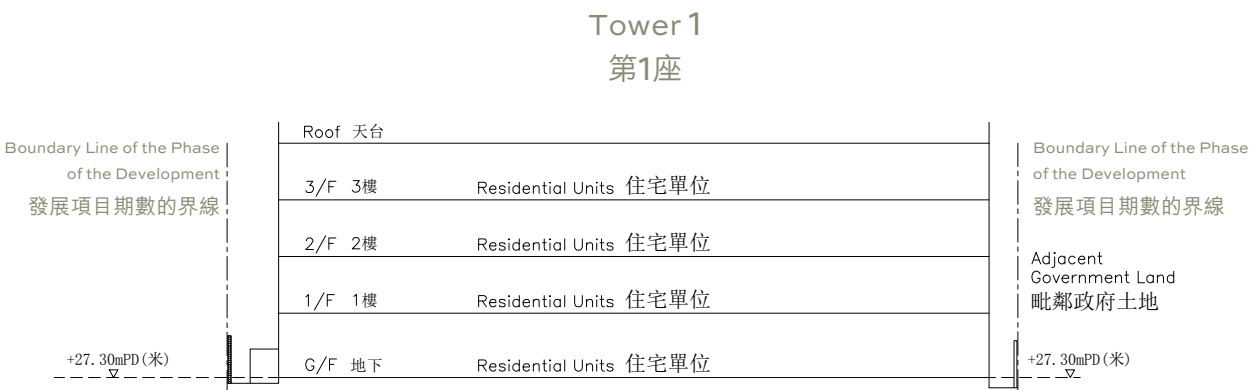 Tower 1
第1座
Boundary Line of the Phase
of the Development
發展項目期數的界線
Roof 天台
3/F 3樓 Residential Units 住宅單位
2/F 2樓 Residential Units 住宅單位
1/F 1樓 Residential Units 住宅單位
G/F 地下 Residential Units 住宅單位
+27.30mPD(米)
Boundary Line of the Phase
of the Development
發展項目期數的界線
Adjacent
Government Land
毗鄰政府土地
+27.30mPD(米)